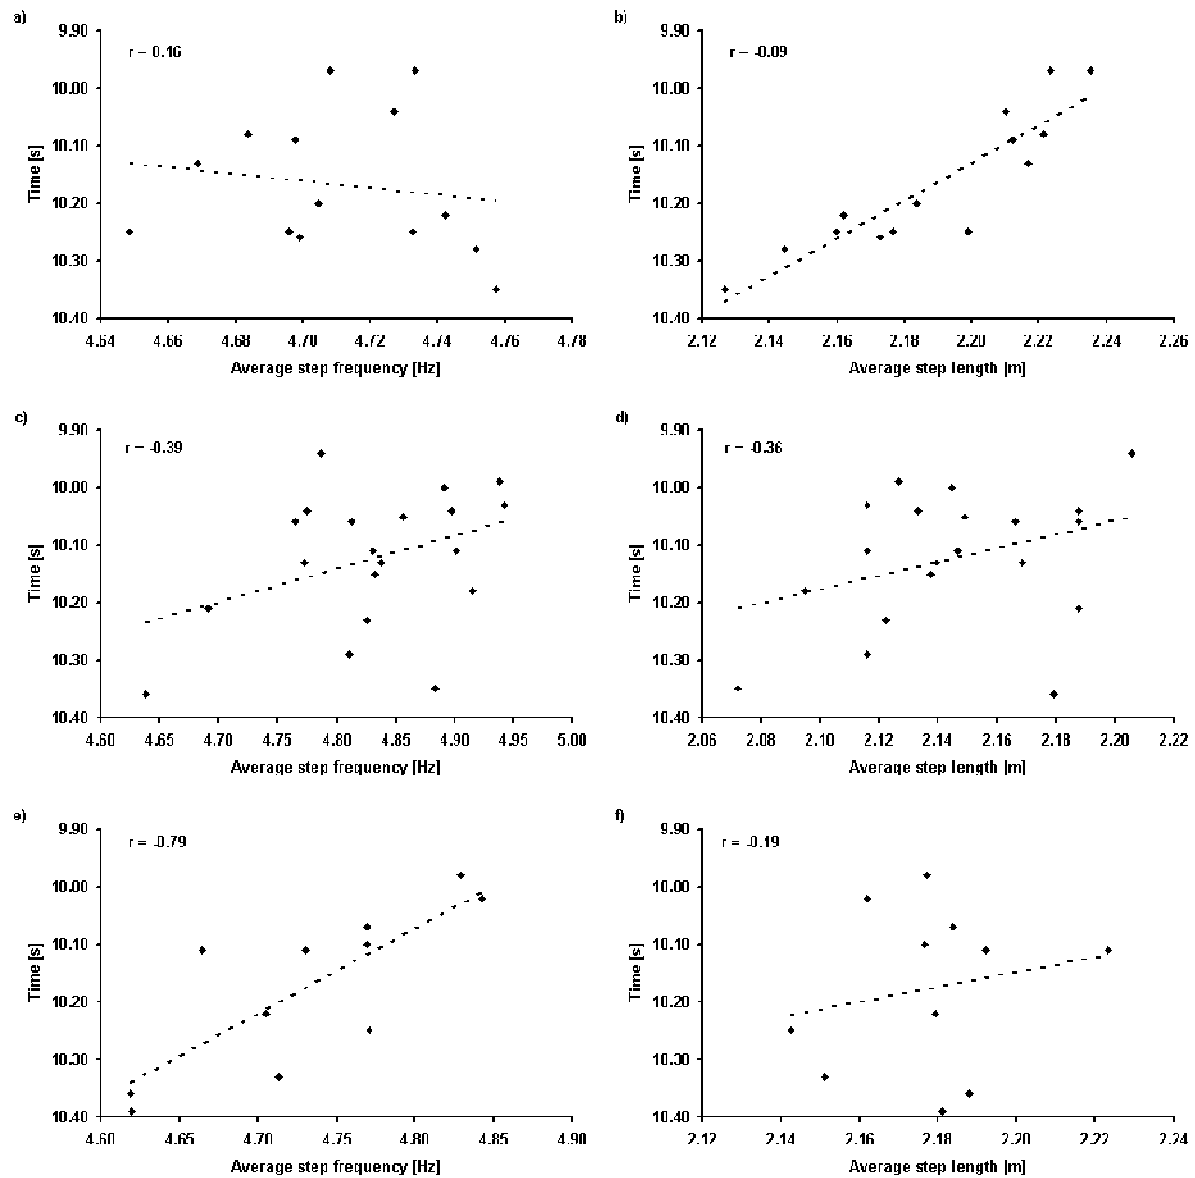 a)
r = 0.16
9.90
10.00
10.10
10.20
10.30
10.40
Time [s]
4.64 4.66 4.68 4.70 4.72 4.74 4.76 4.78
Average step frequency [Hz]
b)
r = -0.09
9.90
10.00
10.10
10.20
10.30
10.40
Time [s]
2.12 2.14 2.16 2.18 2.20 2.22 2.24 2.26
Average step length [m]
c)
r = -0.39
9.90
10.00
10.10
10.20
10.30
10.40
Time [s]
4.60 4.65 4.70 4.75 4.80 4.85 4.90 4.95 5.00
Average step frequency [Hz]
d)
r = -0.36
9.90
10.00
10.10
10.20
10.30
10.40
Time [s]
2.06 2.08 2.10 2.12 2.14 2.16 2.18 2.20 2.22
Average step length [m]
e)
r = -0.79
9.90
10.00
10.10
10.20
10.30
10.40
Time [s]
4.60 4.65 4.70 4.75 4.80 4.85 4.90
Average step frequency [Hz]
f)
r = -0.19
9.90
10.00
10.10
10.20
10.30
10.40
Time [s]
2.12 2.14 2.16 2.18 2.20 2.22 2.24
Average step length [m]